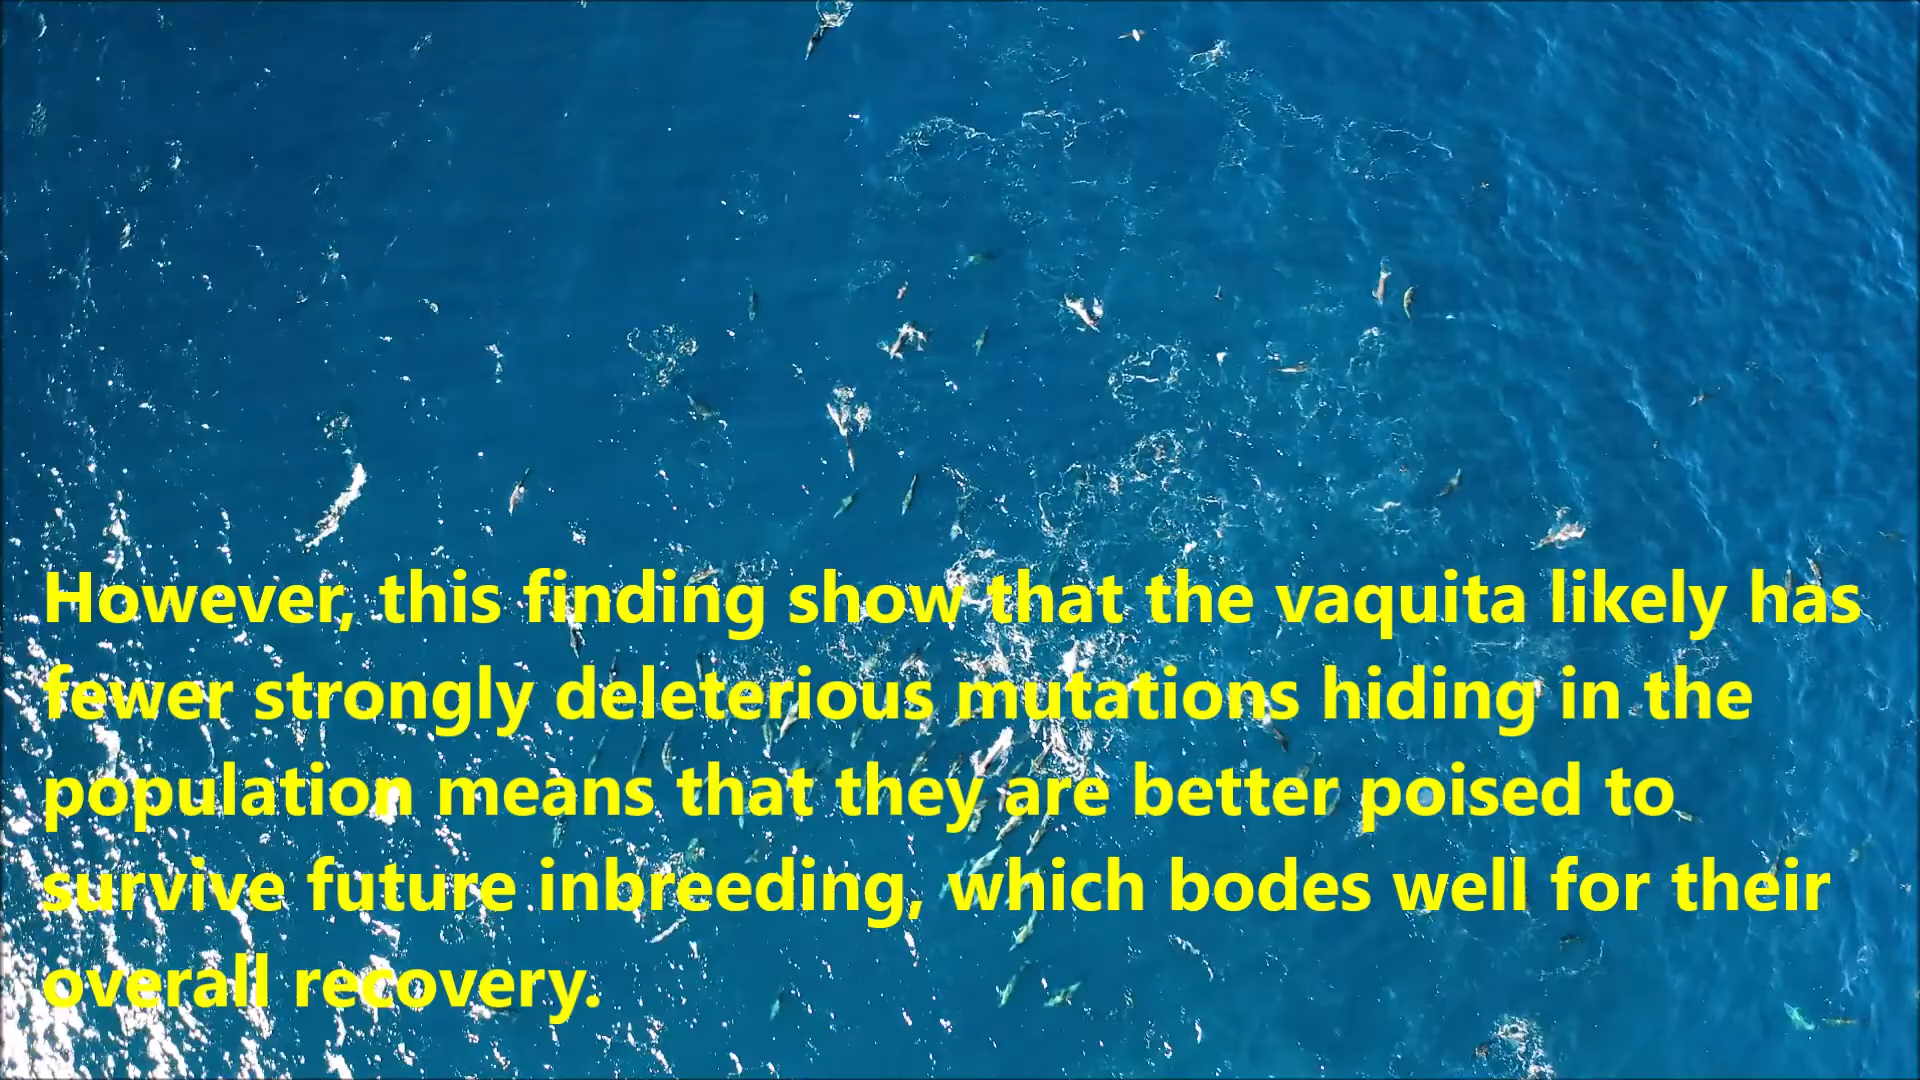 However, this finding show that the vaquita likely has
fewer strongly deleterious mutations hiding in the
population means that they are better poised to
survive future inbreeding, which bodes well for their
overall recovery.